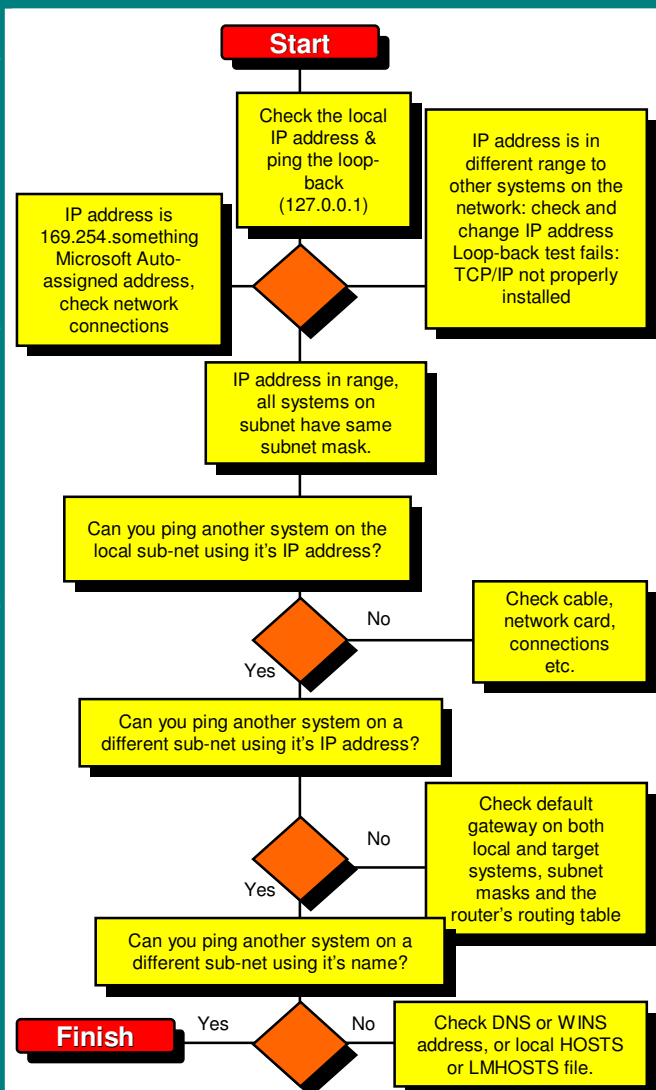 Start
Check the local
IP address &
ping the loop-
back
(127.0.0.1)
IP address is in
different range to
other systems on the
network: check and
change IP address
Loop-back test fails:
TCP/IP not properly
installed
IP address is
169.254.something
Microsoft Auto-
assigned address,
check network
connections
IP address in range,
all systems on
subnet have same
subnet mask.
Can you ping another system on the
local sub-net using it's IP address?
No
Check cable,
network card,
connections
etc.
Yes
Can you ping another system on a
different sub-net using it's IP address?
No
Check default
gateway on both
local and target
systems, subnet
masks and the
router's routing table
Yes
Can you ping another system on a
different sub-net using it's name?
Finish
Yes
No
Check DNS or WINS
address, or local HOSTS
or LMHOSTS file.